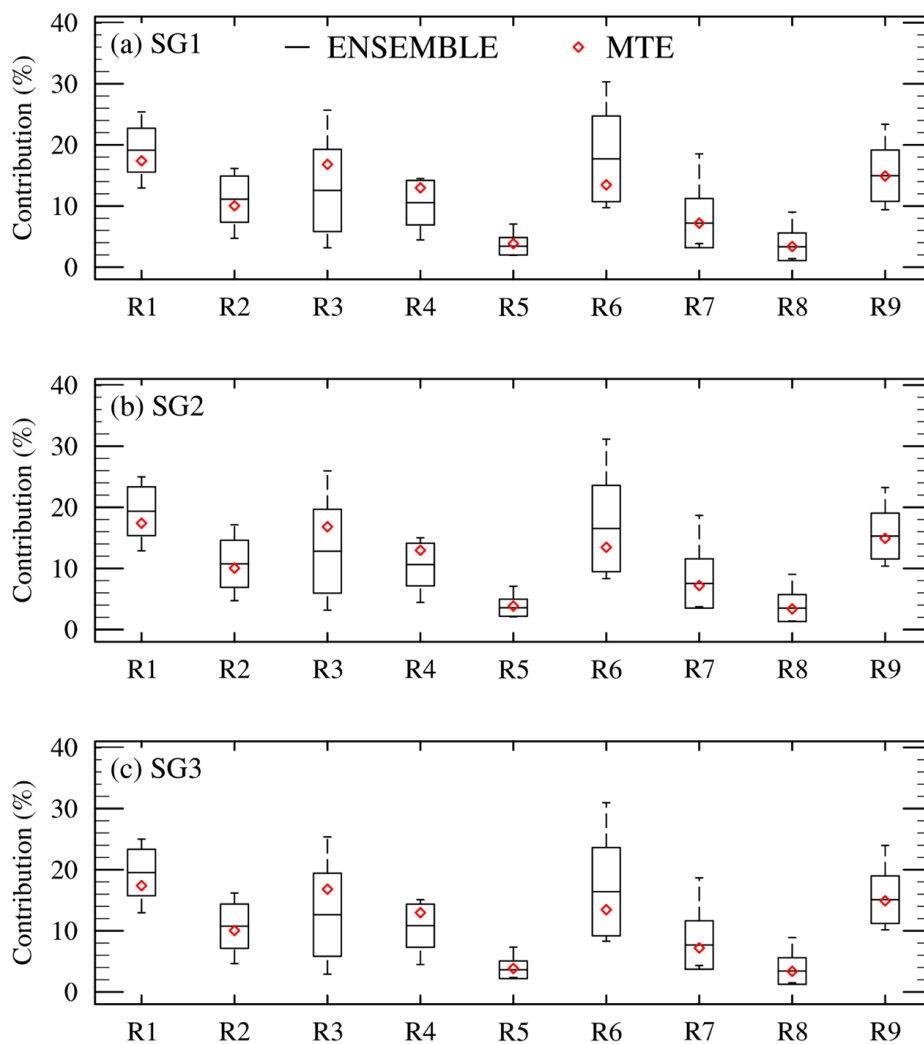 (a) SG1 ENSEMBLE MTE
Contribution (%)
40
30
20
10
0
R1 R2 R3 R4 R5 R6 R7 R8 R9
(b) SG2
Contribution (%)
40
30
20
10
0
R1 R2 R3 R4 R5 R6 R7 R8 R9
(c) SG3
Contribution (%)
40
30
20
10
0
R1 R2 R3 R4 R5 R6 R7 R8 R9